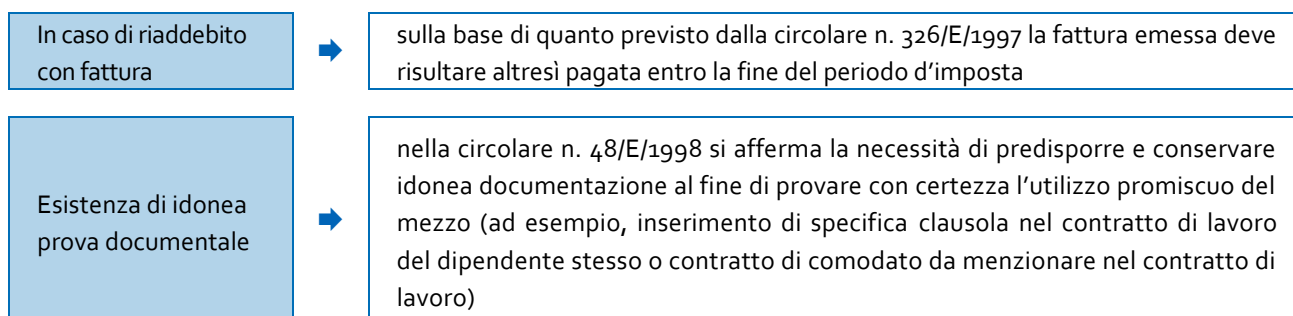 In caso di riaddebito
con fattura
sulla base di quanto previsto dalla circolare n. 326/E/1997 la fattura emessa deve
risultare altresì pagata entro la fine del periodo d'imposta
Esistenza di idonea
prova documentale
nella circolare n. 48/E/1998 si afferma la necessità di predisporre e conservare
idonea documentazione al fine di provare con certezza l'utilizzo promiscuo del
mezzo (ad esempio, inserimento di specifica clausola nel contratto di lavoro
del dipendente stesso o contratto di comodato da menzionare nel contratto di
lavoro)